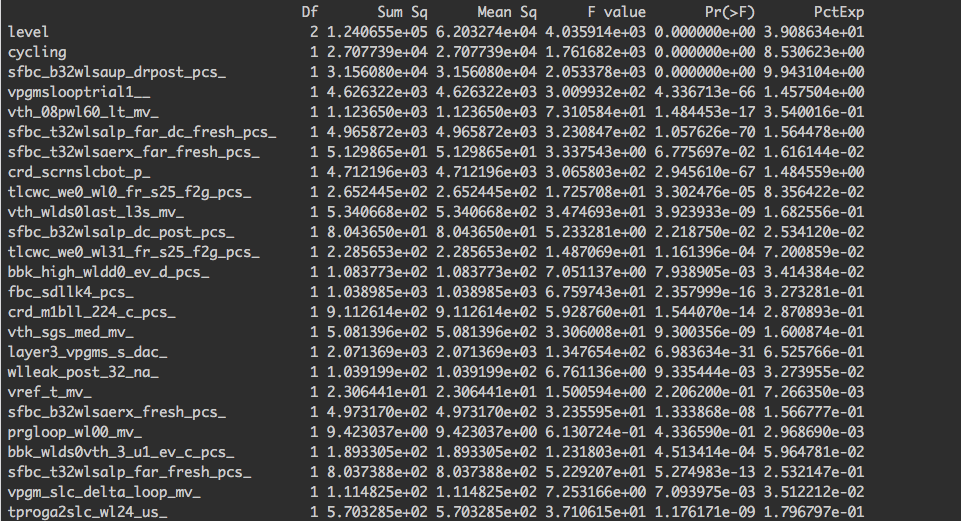 Df Sum Sq Mean Sq F value Pr(>F) PctExp
level 2 1.240655e+05 6.203274e+04 4.035914e+03 0.000000e+00 3.908634e+01
cycling 1 2.707739e+04 2.707739e+04 1.761682e+03 0.000000e+00 8.530623e+00
sfbc_b32wlsaup_drpost_pcs_ 1 3.156080e+04 3.156080e+04 2.053378e+03 0.000000e+00 9.943104e+00
vpgmslooptrial1__ 1 4.626322e+03 4.626322e+03 3.009932e+02 4.336713e-66 1.457504e+00
vth_08pwl60_lt_mv_ 1 1.123650e+03 1.123650e+03 7.310584e+01 1.484453e-17 3.540016e-01
sfbc_t32wlsalp_far_dc_fresh_pcs_ 1 4.965872e+03 4.965872e+03 3.230847e+02 1.057626e-70 1.564478e+00
sfbc_t32wlsaerx_far_fresh_pcs_ 1 5.129865e+01 5.129865e+01 3.337543e+00 6.775697e-02 1.616144e-02
crd_scrnslcbot_p_ 1 4.712196e+03 4.712196e+03 3.065803e+02 2.945610e-67 1.484559e+00
tlcwc_we0_wl0_fr_s25_f2g_pcs_ 1 2.652445e+02 2.652445e+02 1.725708e+01 3.302476e-05 8.356422e-02
vth_wlds0last_l3s_mv_ 1 5.340668e+02 5.340668e+02 3.474693e+01 3.923933e-09 1.682556e-01
sfbc_b32wlsalp_dc_post_pcs_ 1 8.043650e+01 8.043650e+01 5.233281e+00 2.218750e-02 2.534120e-02
tlcwc_we0_wl31_fr_s25_f2g_pcs_ 1 2.285653e+02 2.285653e+02 1.487069e+01 1.161396e-04 7.200859e-02
bbk_high_wldd0_ev_d_pcs_ 1 1.083773e+02 1.083773e+02 7.051137e+00 7.938905e-03 3.414384e-02
fbc_sdllk4_pcs_ 1 1.038985e+03 1.038985e+03 6.759743e+01 2.357999e-16 3.273281e-01
crd_m1bll_224_c_pcs_ 1 9.112614e+02 9.112614e+02 5.928760e+01 1.544070e-14 2.870893e-01
vth_sgs_med_mv_ 1 5.081396e+02 5.081396e+02 3.306008e+01 9.300356e-09 1.600874e-01
layer3_vpgms_s_dac_ 1 2.071369e+03 2.071369e+03 1.347654e+02 6.983634e-31 6.525766e-01
wlleak_post_32_na_ 1 1.039199e+02 1.039199e+02 6.761136e+00 9.335444e-03 3.273955e-02
vref_t_mv_ 1 2.306441e+01 2.306441e+01 1.500594e+00 2.206200e-01 7.266350e-03
sfbc_b32wlsaerx_fresh_pcs_ 1 4.973170e+02 4.973170e+02 3.235595e+01 1.333868e-08 1.566777e-01
prgloop_wl00_mv_ 1 9.423037e+00 9.423037e+00 6.130724e-01 4.336590e-01 2.968690e-03
bbk_wlds0vth_3_u1_ev_c_pcs_ 1 1.893305e+02 1.893305e+02 1.231803e+01 4.513414e-04 5.964781e-02
sfbc_t32wlsalp_far_fresh_pcs_ 1 8.037388e+02 8.037388e+02 5.229207e+01 5.274983e-13 2.532147e-01
vpgm_slc_delta_loop_mv_ 1 1.114825e+02 1.114825e+02 7.253166e+00 7.093975e-03 3.512212e-02
tproga2slc_wl24_us_ 1 5.703285e+02 5.703285e+02 3.710615e+01 1.176171e-09 1.796797e-01